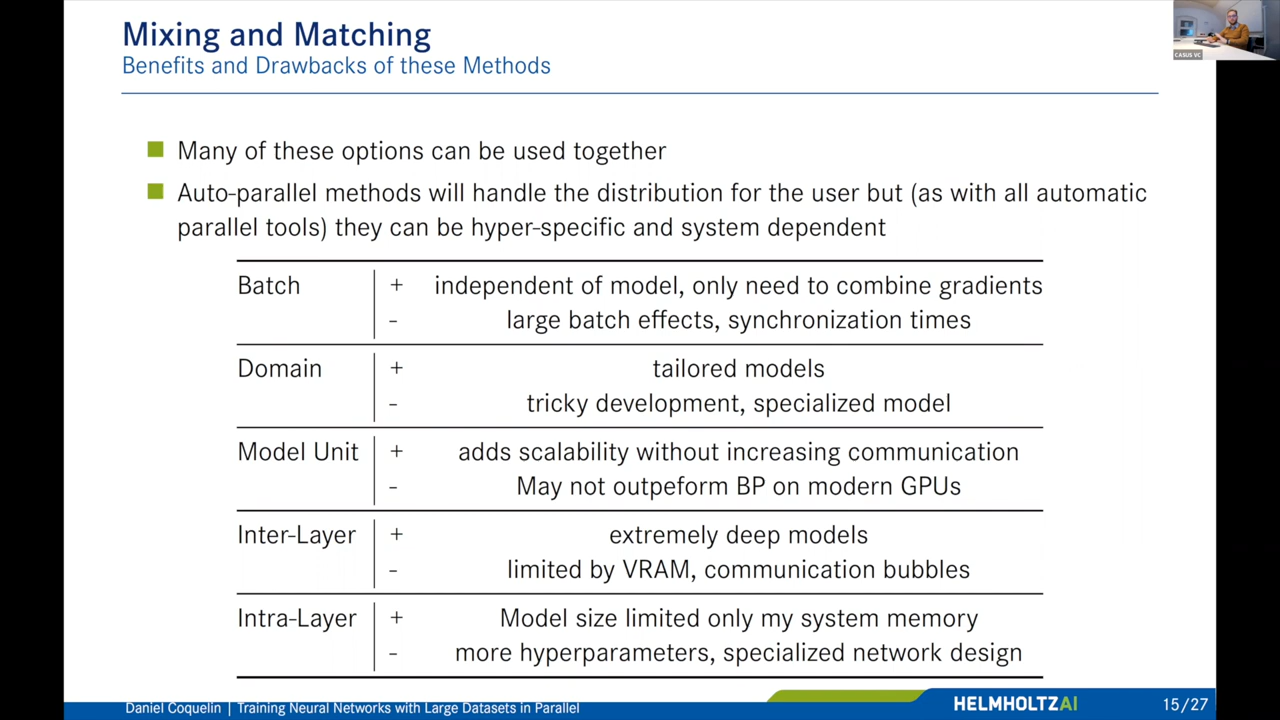 Mixing and Matching
Benefits and Drawbacks of these Methods
CASUS VC
Many of these options can be used together
Auto-parallel methods will handle the distribution for the user but (as with all automatic
parallel tools) they can be hyper-specific and system dependent
Batch + independent of model, only need to combine gradients
- large batch effects, synchronization times
Domain + tailored models
- tricky development, specialized model
Model Unit + adds scalability without increasing communication
- May not outpeform BP on modern GPUs
Inter-Layer + extremely deep models
- limited by VRAM, communication bubbles
Intra-Layer + Model size limited only my system memory
- more hyperparameters, specialized network design
Daniel Coquelin | Training Neural Networks with Large Datasets in Parallel HELMHOLTZAI 15/27